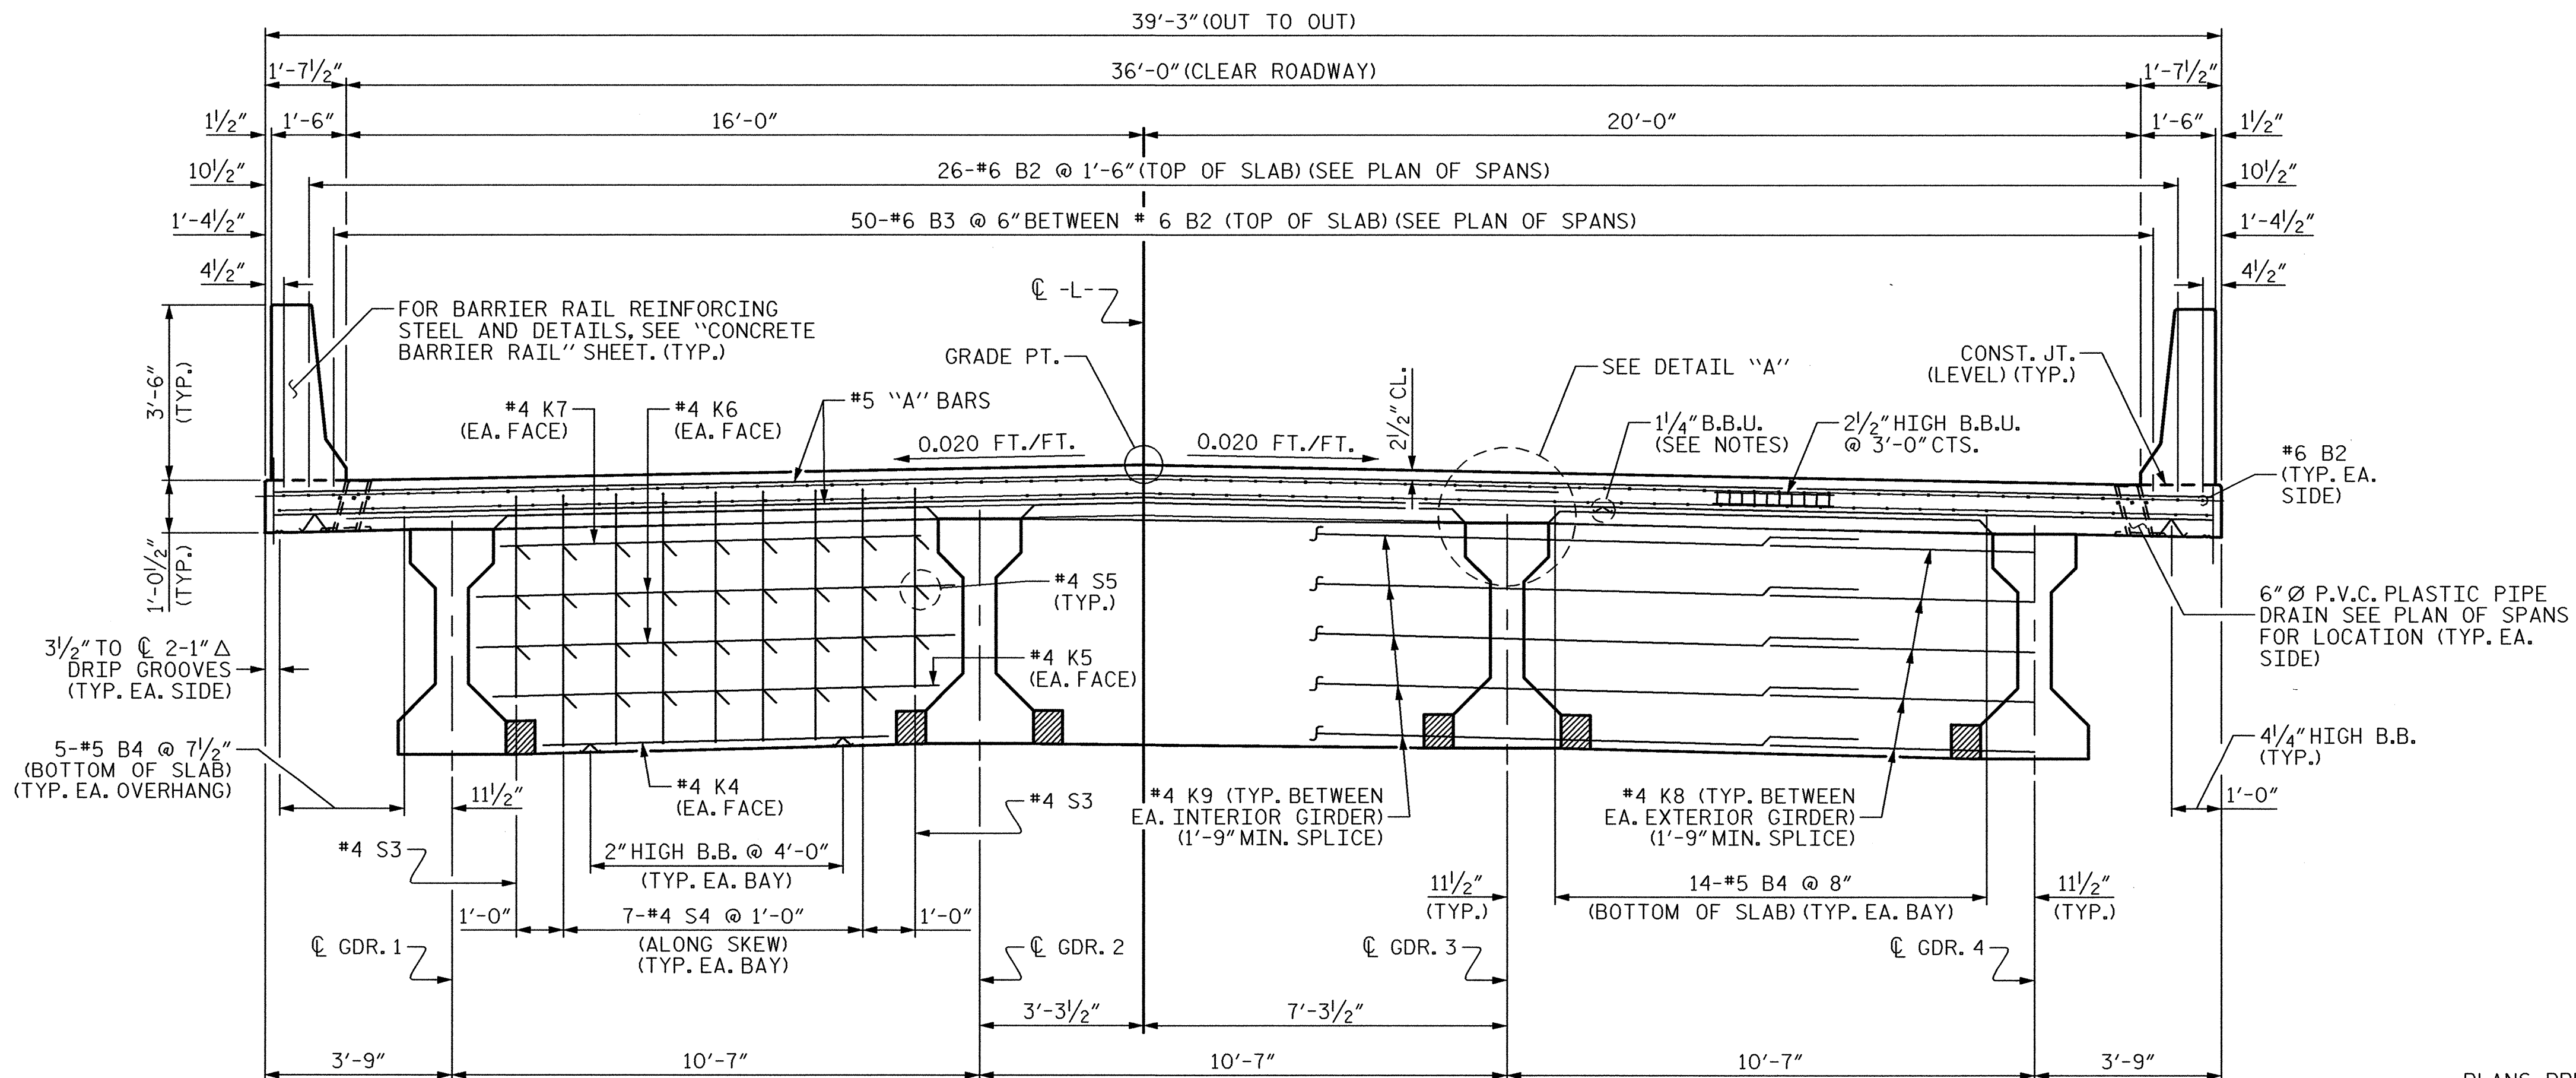 39'-3" (OUT TO OUT)
1'-7½"
36'-0" (CLEAR ROADWAY)
1'-7½"
1½"
1'-6"
16'-0"
20'-0"
1'-6"
1½"
10½"
26-#6 B2 @ 1'-6" (TOP OF SLAB) (SEE PLAN OF SPANS)
10½"
1'-4½"
50-#6 B3 @ 6" BETWEEN # 6 B2 (TOP OF SLAB) (SEE PLAN OF SPANS)
1'-4½"
4½"
4½"
℄ -L-
FOR BARRIER RAIL REINFORCING
STEEL AND DETAILS, SEE "CONCRETE
BARRIER RAIL" SHEET. (TYP.)
GRADE PT.
SEE DETAIL "A"
CONST. JT.
(LEVEL) (TYP.)
3'-6"
(TYP.)
#4 K7
(EA. FACE)
#4 K6
(EA. FACE)
#5 "A" BARS
0.020 FT./FT.
0.020 FT./FT.
2½" CL.
1¼" B.B.U.
(SEE NOTES)
2½" HIGH B.B.U.
@ 3'-0" CTS.
#6 B2
(TYP. EA.
SIDE)
1'-0½"
(TYP.)
#4 S5
(TYP.)
6" Ø P.V.C. PLASTIC PIPE
DRAIN SEE PLAN OF SPANS
FOR LOCATION (TYP. EA.
SIDE)
3½" TO ℄ 2-1" △
DRIP GROOVES
(TYP. EA. SIDE)
#4 K5
(EA. FACE)
5-#5 B4 @ 7½"
(BOTTOM OF SLAB)
(TYP. EA. OVERHANG)
11½"
#4 K4
(EA. FACE)
#4 S3
#4 K9 (TYP. BETWEEN
EA. INTERIOR GIRDER)
(1'-9" MIN. SPLICE)
#4 K8 (TYP. BETWEEN
EA. EXTERIOR GIRDER)
(1'-9" MIN. SPLICE)
4¼" HIGH B.B.
(TYP.)
1'-0"
#4 S3
2" HIGH B.B. @ 4'-0"
(TYP. EA. BAY)
11½"
(TYP.)
14-#5 B4 @ 8"
(BOTTOM OF SLAB) (TYP. EA. BAY)
11½"
(TYP.)
1'-0"
7-#4 S4 @ 1'-0"
(ALONG SKEW)
(TYP. EA. BAY)
1'-0"
℄ GDR. 1
℄ GDR. 2
℄ GDR. 3
℄ GDR. 4
3'-3½"
7'-3½"
3'-9"
10'-7"
10'-7"
10'-7"
3'-9"